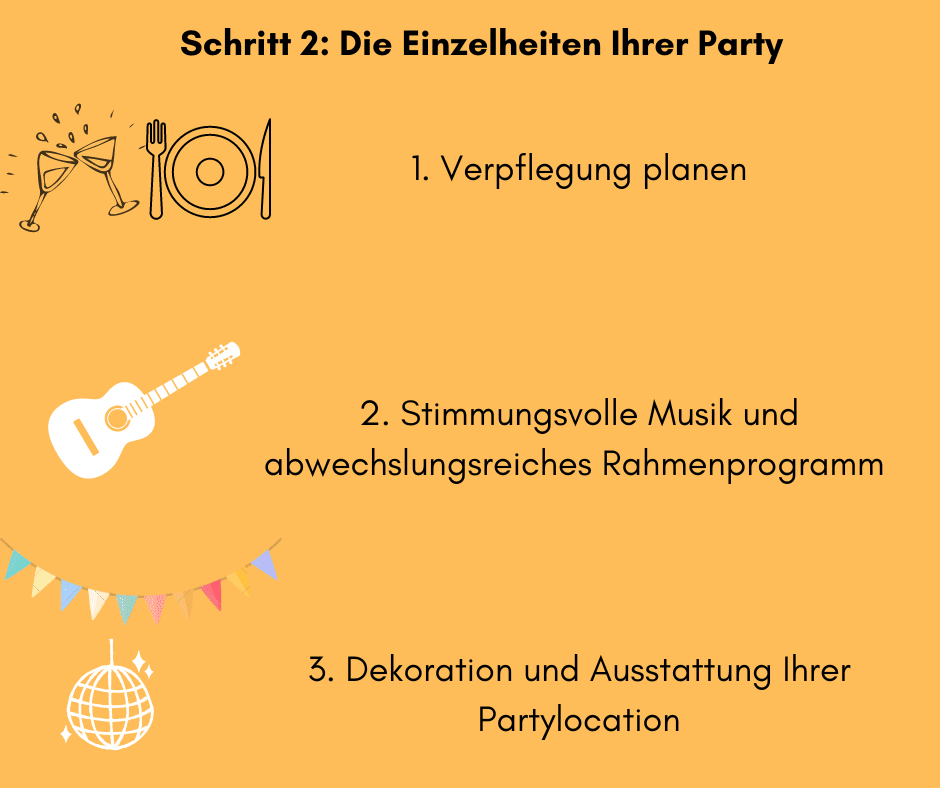 Schritt 2: Die Einzelheiten Ihrer Party
1. Verpflegung planen
2. Stimmungsvolle Musik und
abwechslungsreiches Rahmenprogramm
3. Dekoration und Ausstattung Ihrer
Partylocation